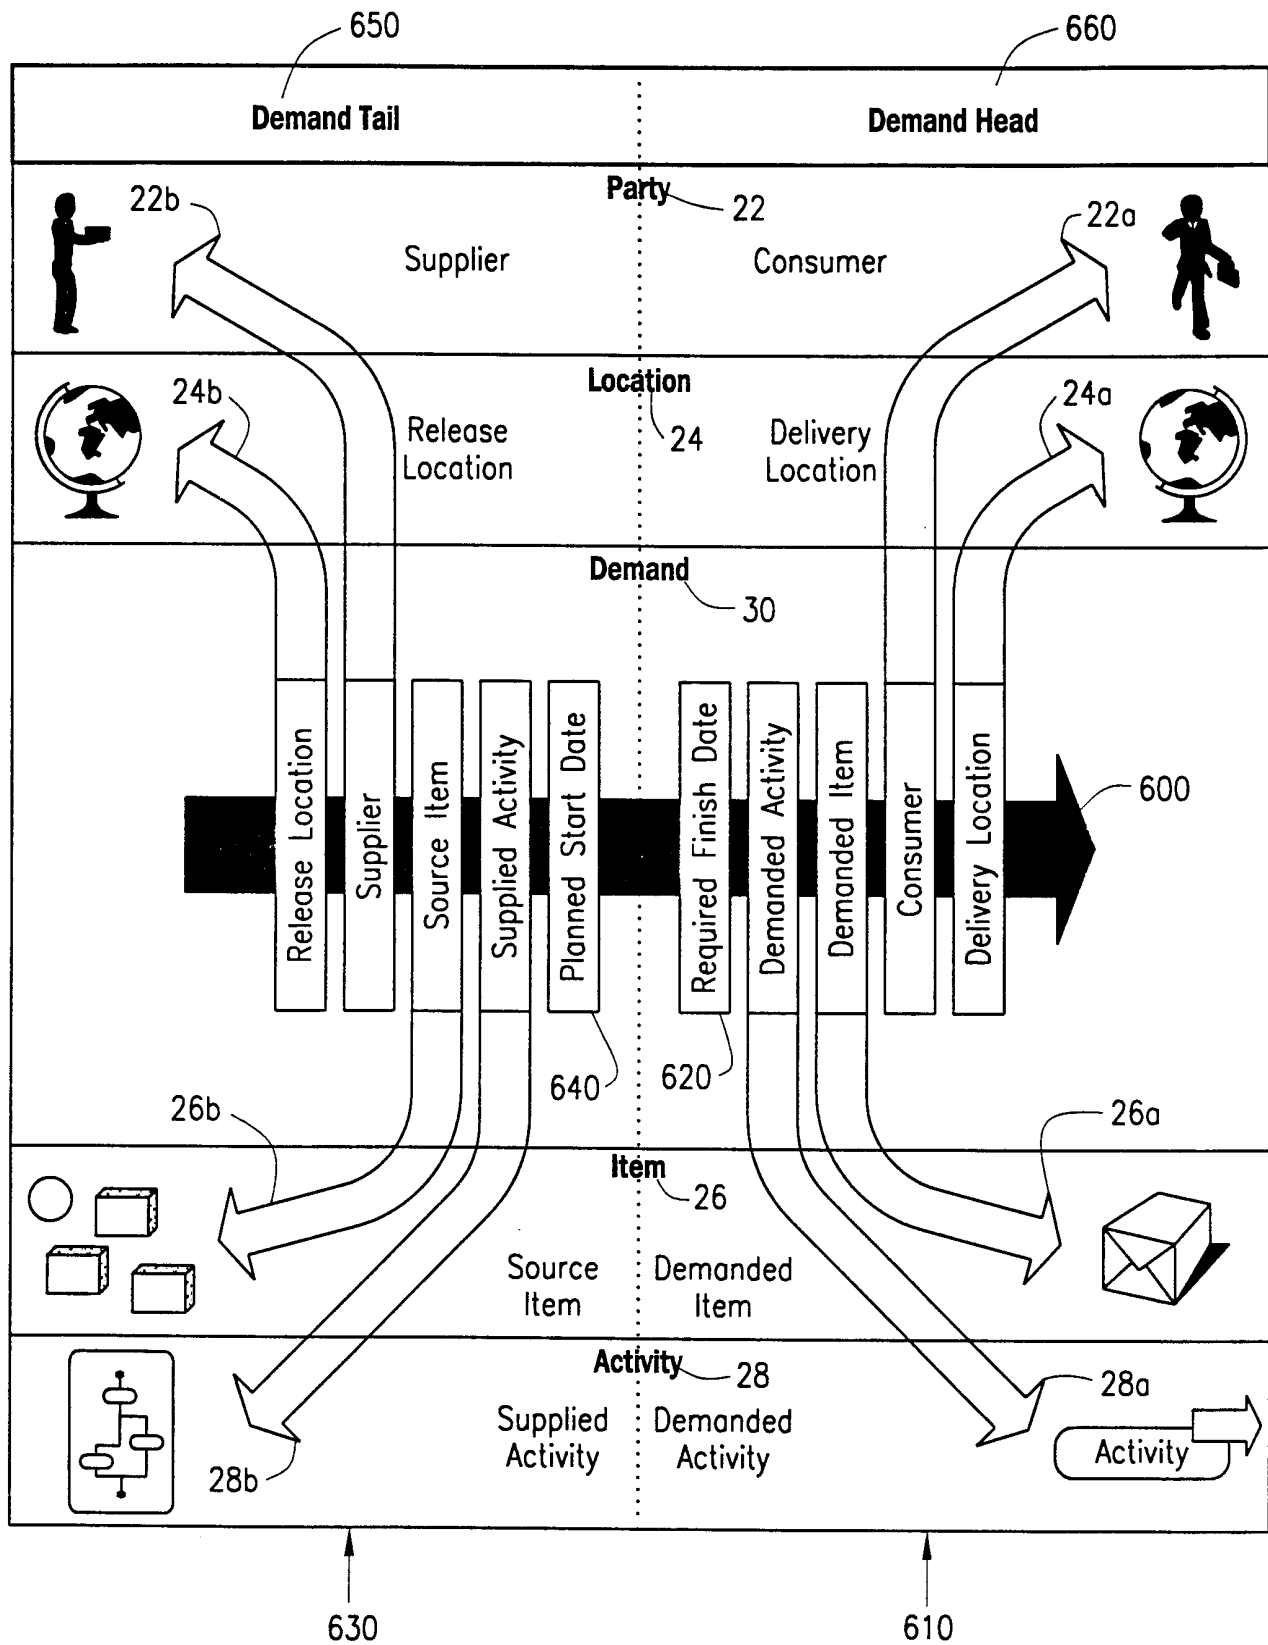 650
660
Demand Tail
Demand Head
Party
22b
22
22a
Supplier
Consumer
Location
24b
24
24a
Release
Location
Delivery
Location
Demand
30
Release Location
Supplier
Source Item
Supplied Activity
Planned Start Date
Required Finish Date
Demanded Activity
Demanded Item
Consumer
Delivery Location
600
640
620
26b
26a
Item
26
Source
Item
Demanded
Item
Activity
28
28a
Supplied
Activity
Demanded
Activity
Activity
28b
630
610